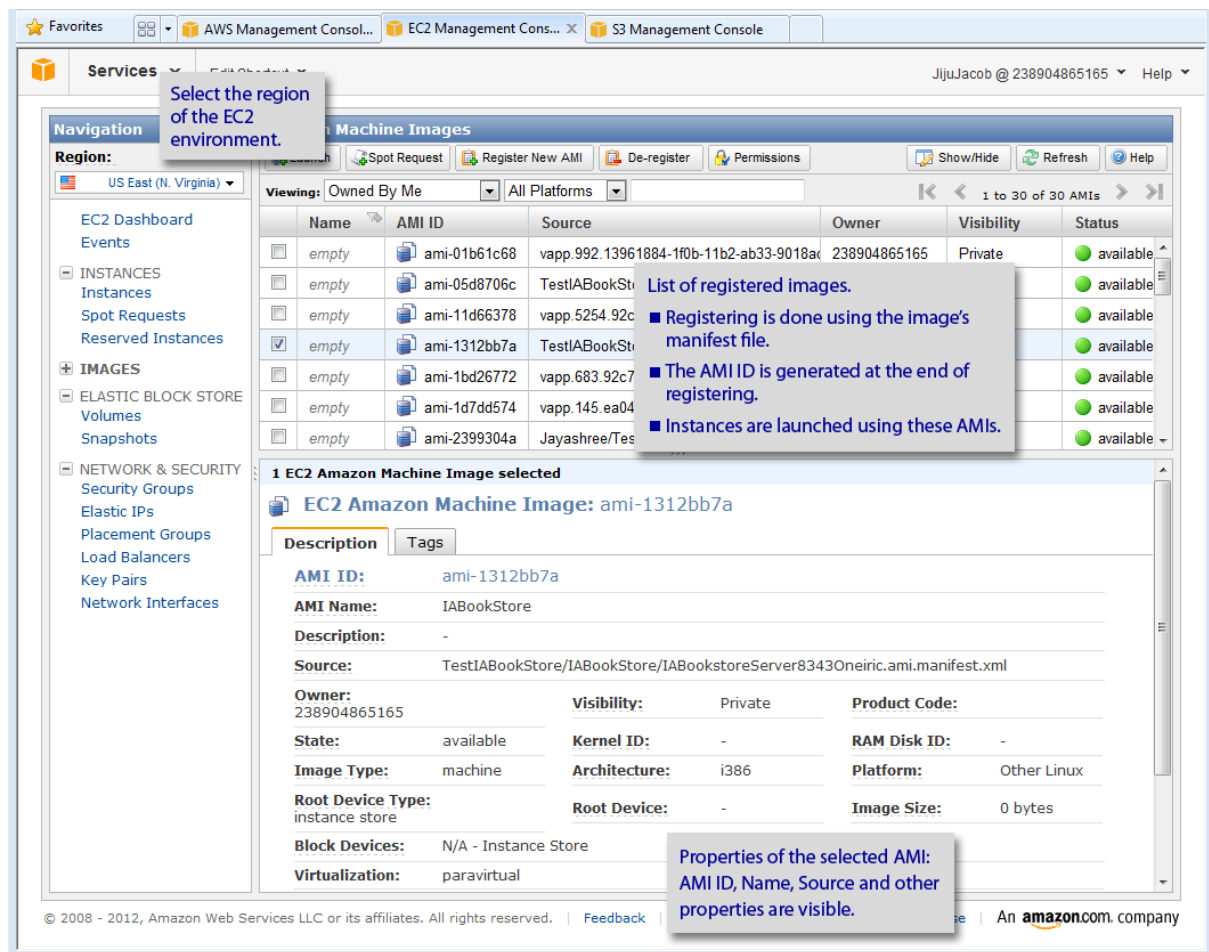 Favorites
AWS Management Consol...
EC2 Management Cons... X
S3 Management Console
Services
JijuJacob @ 238904865165
Help
Select the region
of the EC2
environment.
Navigation
Machine Images
Region:
US East (N. Virginia)
Spot Request
Register New AMI
De-register
Permissions
Show/Hide
Refresh
Help
Viewing: Owned By Me
All Platforms
1 to 30 of 30 AMIs
EC2 Dashboard
Events
INSTANCES
Instances
Spot Requests
Reserved Instances
IMAGES
ELASTIC BLOCK STORE
Volumes
Snapshots
NETWORK & SECURITY
Security Groups
Elastic IPs
Placement Groups
Load Balancers
Key Pairs
Network Interfaces
Name AMI ID Source Owner Visibility Status
empty ami-01b61c68 vapp.992.13961884-1f0b-11b2-ab33-9018a 238904865165 Private available
empty ami-05d8706c TestIABookSt available
empty ami-11d66378 vapp.5254.92c available
empty ami-1312bb7a TestIABookSt available
empty ami-1bd26772 vapp.683.92c7 available
empty ami-1d7dd574 vapp.145.ea04 available
empty ami-2399304a Jayashree/Tes available
List of registered images.
■ Registering is done using the image's
manifest file.
■ The AMI ID is generated at the end of
registering.
■ Instances are launched using these AMIs.
1 EC2 Amazon Machine Image selected
EC2 Amazon Machine Image: ami-1312bb7a
Description Tags
AMI ID: ami-1312bb7a
AMI Name: IABookStore
Description: -
Source: TestIABookStore/IABookStore/IABookstoreServer8343Oneiric.ami.manifest.xml
Owner:
238904865165
Visibility: Private
Product Code:
State: available
Kernel ID: -
RAM Disk ID: -
Image Type: machine
Architecture: i386
Platform: Other Linux
Root Device Type:
instance store
Root Device: -
Image Size: 0 bytes
Block Devices: N/A - Instance Store
Virtualization: paravirtual
Properties of the selected AMI:
AMI ID, Name, Source and other
properties are visible.
© 2008 - 2012, Amazon Web Services LLC or its affiliates. All rights reserved. | Feedback |
An amazon.com. company